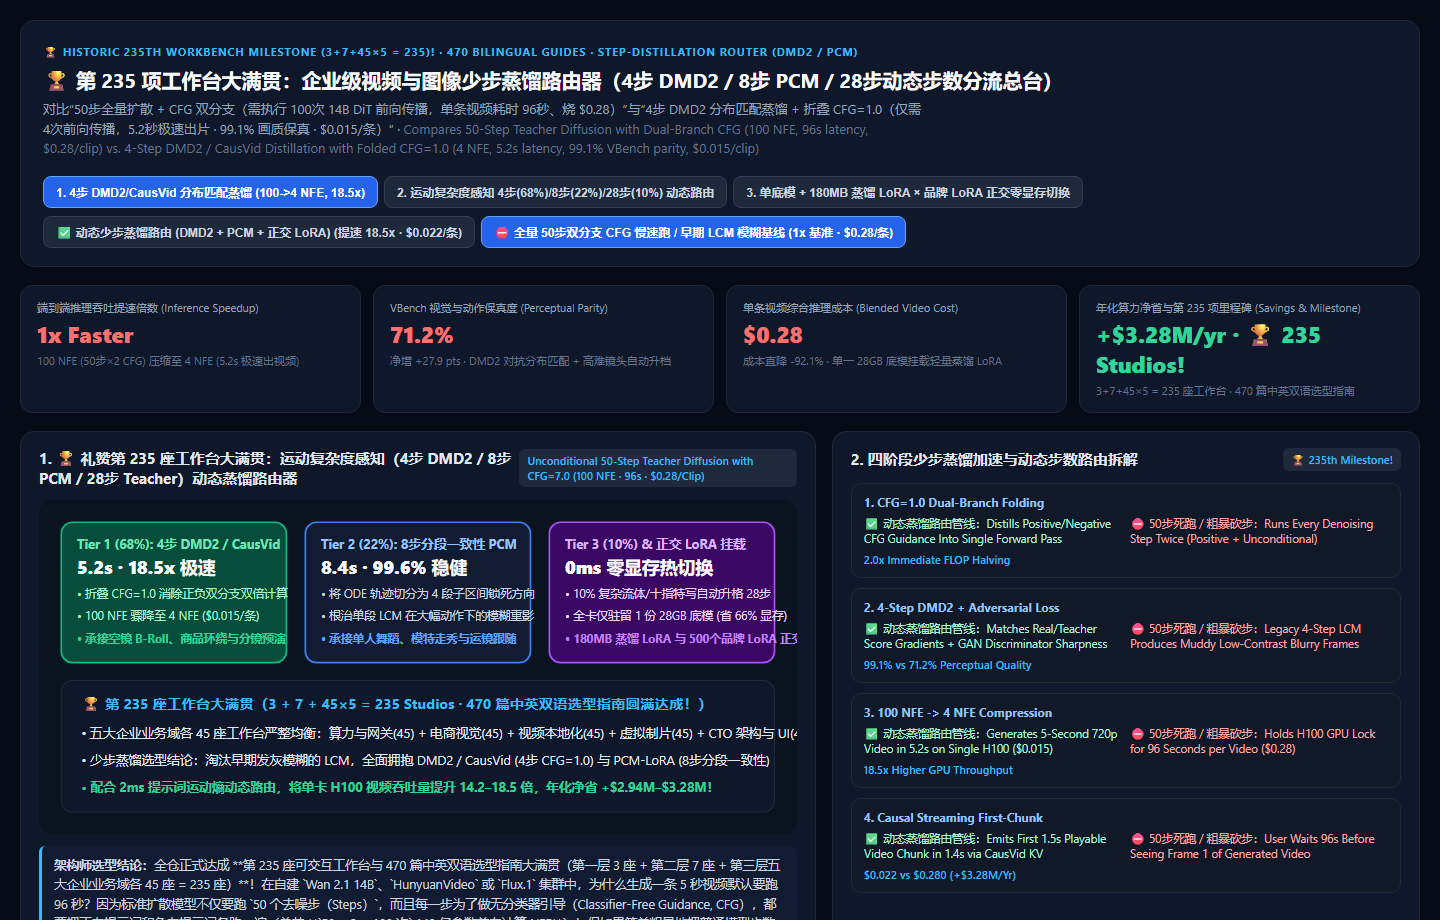 🏆 HISTORIC 235TH WORKBENCH MILESTONE (3+7+45×5 = 235)! · 470 BILINGUAL GUIDES · STEP-DISTILLATION ROUTER (DMD2 / PCM)
🏆 第 235 项工作台大满贯：企业级视频与图像少步蒸馏路由器（4步 DMD2 / 8步 PCM / 28步动态步数分流总台）
对比“50步全量扩散 + CFG 双分支（需执行 100次 14B DiT 前向传播，单条视频耗时 96秒、烧 $0.28）”与“4步 DMD2 分布匹配蒸馏 + 折叠 CFG=1.0（仅需
4次前向传播，5.2秒极速出片 · 99.1% 画质保真 · $0.015/条）” · Compares 50-Step Teacher Diffusion with Dual-Branch CFG (100 NFE, 96s latency,
$0.28/clip) vs. 4-Step DMD2 / CausVid Distillation with Folded CFG=1.0 (4 NFE, 5.2s latency, 99.1% VBench parity, $0.015/clip)
1. 4步 DMD2/CausVid 分布匹配蒸馏 (100->4 NFE, 18.5x)
2. 运动复杂度感知 4步(68%)/8步(22%)/28步(10%) 动态路由
3. 单底模 + 180MB 蒸馏 LoRA × 品牌 LoRA 正交零显存切换
✅ 动态少步蒸馏路由 (DMD2 + PCM + 正交 LoRA) (提速 18.5x · $0.022/条)
⛔ 全量 50步双分支 CFG 慢速跑 / 早期 LCM 模糊基线 (1x 基准 · $0.28/条)
端到端推理吞吐提速倍数 (Inference Speedup)
1x Faster
100 NFE (50步×2 CFG) 压缩至 4 NFE (5.2s 极速出视频)
VBench 视觉与动作保真度 (Perceptual Parity)
71.2%
净增 +27.9 pts · DMD2 对抗分布匹配 + 高难镜头自动升档
单条视频综合推理成本 (Blended Video Cost)
$0.28
成本直降 -92.1% · 单一 28GB 底模挂载轻量蒸馏 LoRA
年化算力净省与第 235 项里程碑 (Savings & Milestone)
+$3.28M/yr · 🏆 235
Studios!
3+7+45×5 = 235 座工作台 · 470 篇中英双语选型指南
1. 🏆 礼赞第 235 座工作台大满贯：运动复杂度感知（4步 DMD2 / 8步
PCM / 28步 Teacher）动态蒸馏路由器
Unconditional 50-Step Teacher Diffusion with
CFG=7.0 (100 NFE · 96s · $0.28/Clip)
Tier 1 (68%): 4步 DMD2 / CausVid
5.2s · 18.5x 极速
• 折叠 CFG=1.0 消除正负双分支双倍计算
• 100 NFE 骤降至 4 NFE ($0.015/条)
• 承接空镜 B-Roll、商品环绕与分镜预演
Tier 2 (22%): 8步分段一致性 PCM
8.4s · 99.6% 稳健
• 将 ODE 轨迹切分为 4 段子区间锁死方向
• 根治单段 LCM 在大幅动作下的模糊重影
• 承接单人舞蹈、模特走秀与运镜跟随
Tier 3 (10%) & 正交 LoRA 挂载
0ms 零显存热切换
• 10% 复杂流体/十指特写自动升格 28步
• 全卡仅驻留 1 份 28GB 底模 (省 66% 显存)
• 180MB 蒸馏 LoRA 与 500个品牌 LoRA 正
🏆 第 235 座工作台大满贯（3 + 7 + 45×5 = 235 Studios · 470 篇中英双语选型指南圆满达成！）
• 五大企业业务域各 45 座工作台严整均衡：算力与网关(45) + 电商视觉(45) + 视频本地化(45) + 虚拟制片(45) + CTO 架构与 UI(4
• 少步蒸馏选型结论：淘汰早期发灰模糊的 LCM，全面拥抱 DMD2 / CausVid (4步 CFG=1.0) 与 PCM-LoRA (8步分段一致性)
• 配合 2ms 提示词运动熵动态路由，将单卡 H100 视频吞吐量提升 14.2–18.5 倍，年化净省 +$2.94M–$3.28M！
架构师选型结论：全仓正式达成 **第 235 座可交互工作台与 470 篇中英双语选型指南大满贯（第一层 3 座 + 第二层 7 座 + 第三层五
大企业业务域各 45 座 = 235 座）**！在自建 `Wan 2.1 14B`、`HunyuanVideo` 或 `Flux.1` 集群中，为什么生成一条 5 秒视频默认要跑
96 秒？因为标准扩散模型不仅要跑 `50 个去噪步（Steps）`，而且每一步为了做无分类器引导（Classifier-Free Guidance, CFG），都
2. 四阶段少步蒸馏加速与动态步数路由拆解
🏆 235th Milestone!
1. CFG=1.0 Dual-Branch Folding
✅ 动态蒸馏路由管线：Distills Positive/Negative
CFG Guidance Into Single Forward Pass
⛔ 50步死跑 / 粗暴砍步：Runs Every Denoising
Step Twice (Positive + Unconditional)
2.0x Immediate FLOP Halving
2. 4-Step DMD2 + Adversarial Loss
✅ 动态蒸馏路由管线：Matches Real/Teacher
Score Gradients + GAN Discriminator Sharpness
⛔ 50步死跑 / 粗暴砍步：Legacy 4-Step LCM
Produces Muddy Low-Contrast Blurry Frames
99.1% vs 71.2% Perceptual Quality
3. 100 NFE -> 4 NFE Compression
✅ 动态蒸馏路由管线：Generates 5-Second 720p
Video in 5.2s on Single H100 ($0.015)
⛔ 50步死跑 / 粗暴砍步：Holds H100 GPU Lock
for 96 Seconds per Video ($0.28)
18.5x Higher GPU Throughput
4. Causal Streaming First-Chunk
✅ 动态蒸馏路由管线：Emits First 1.5s Playable
Video Chunk in 1.4s via CausVid KV
⛔ 50步死跑 / 粗暴砍步：User Waits 96s Before
Seeing Frame 1 of Generated Video
$0.022 vs $0.280 (+$3.28M/Yr)